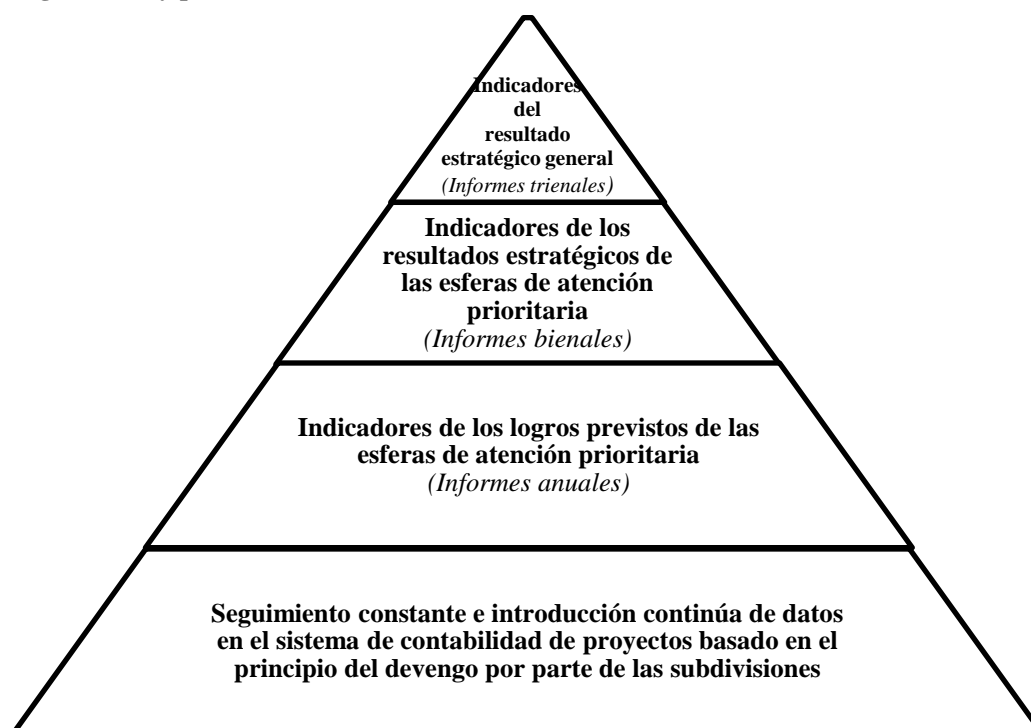 Indicadores
del
resultado
estratégico general
(Informes trienales)
Indicadores de los
resultados estratégicos de
las esferas de atención
prioritaria
(Informes bienales)
Indicadores de los logros previstos de las
esferas de atención prioritaria
(Informes anuales)
Seguimiento constante e introducción continúa de datos
en el sistema de contabilidad de proyectos basado en el
principio del devengo por parte de las subdivisiones